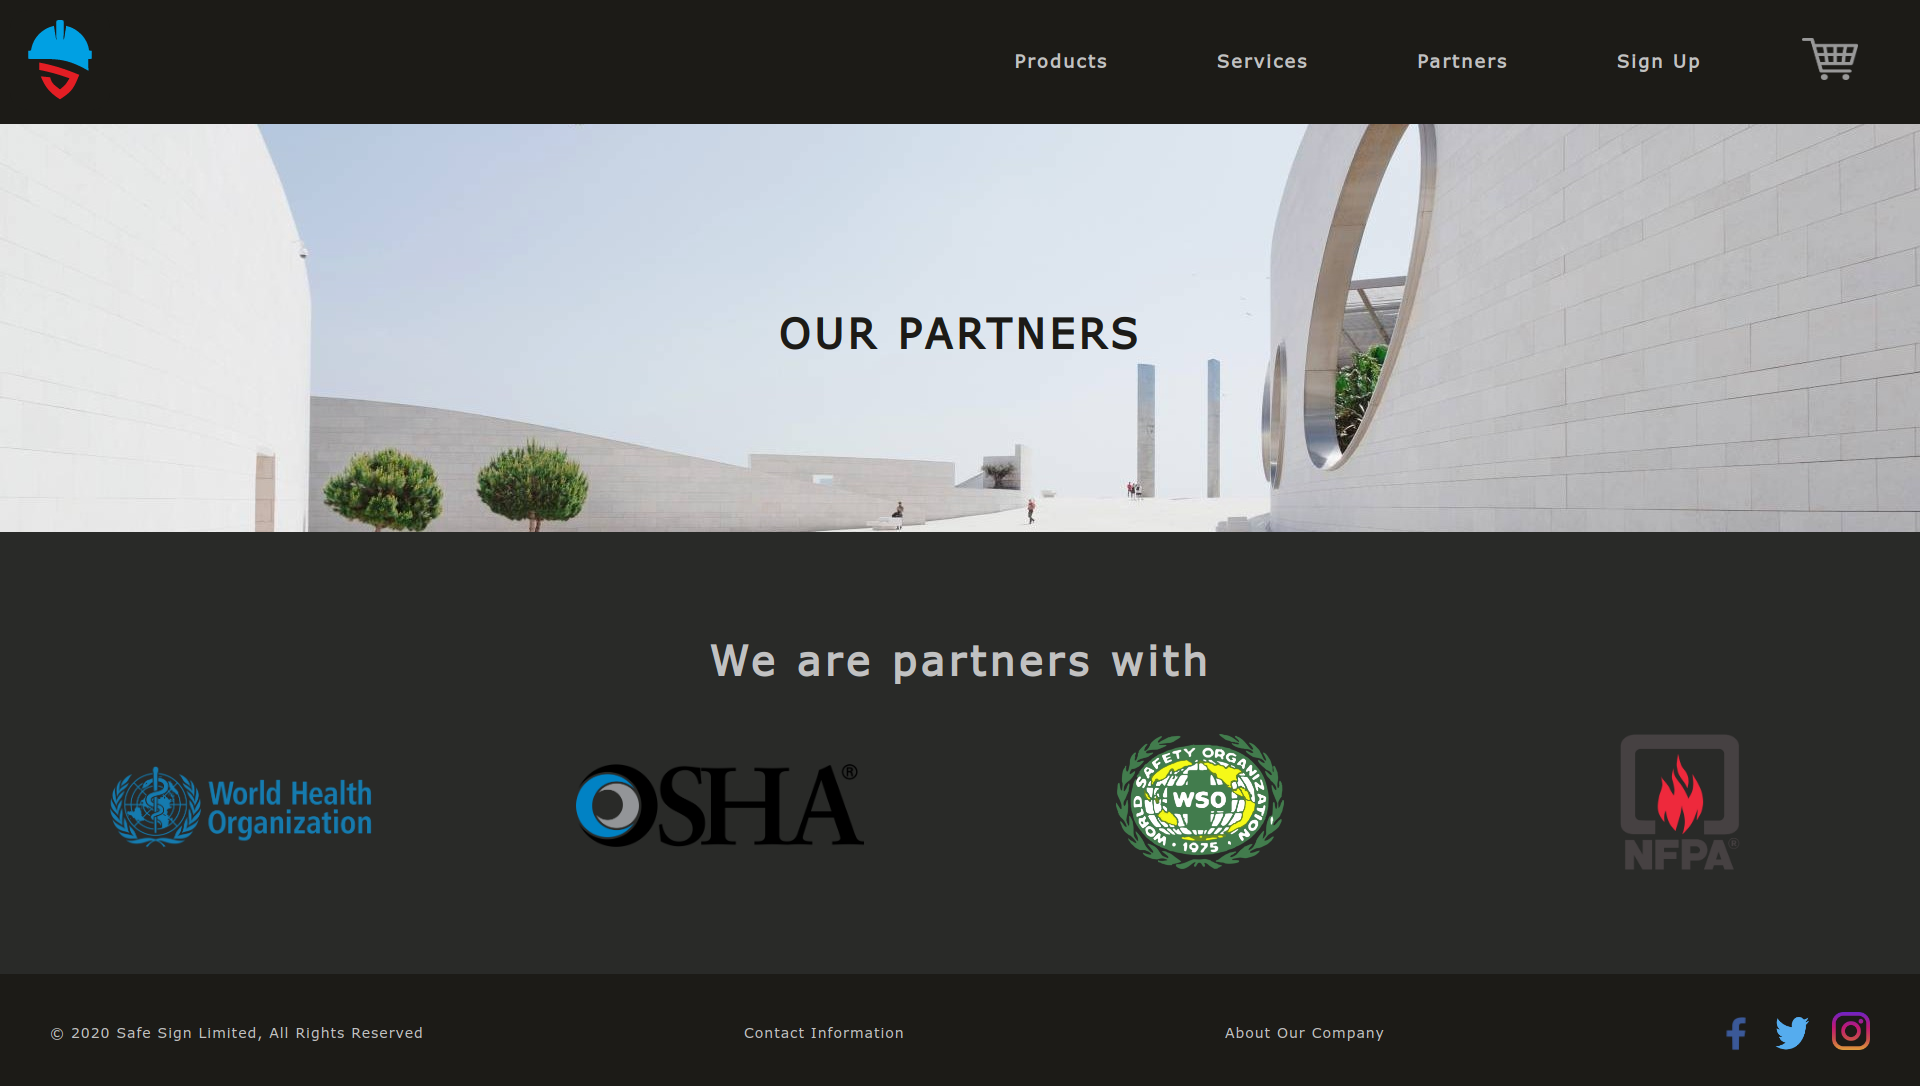 Products
Services
Partners
Sign Up
OUR PARTNERS
We are partners with
World Health
Organization
OSHA®
WORLD SAFETY ORGANIZATION
WSO
· 1975 ·
NFPA®
© 2020 Safe Sign Limited, All Rights Reserved
Contact Information
About Our Company